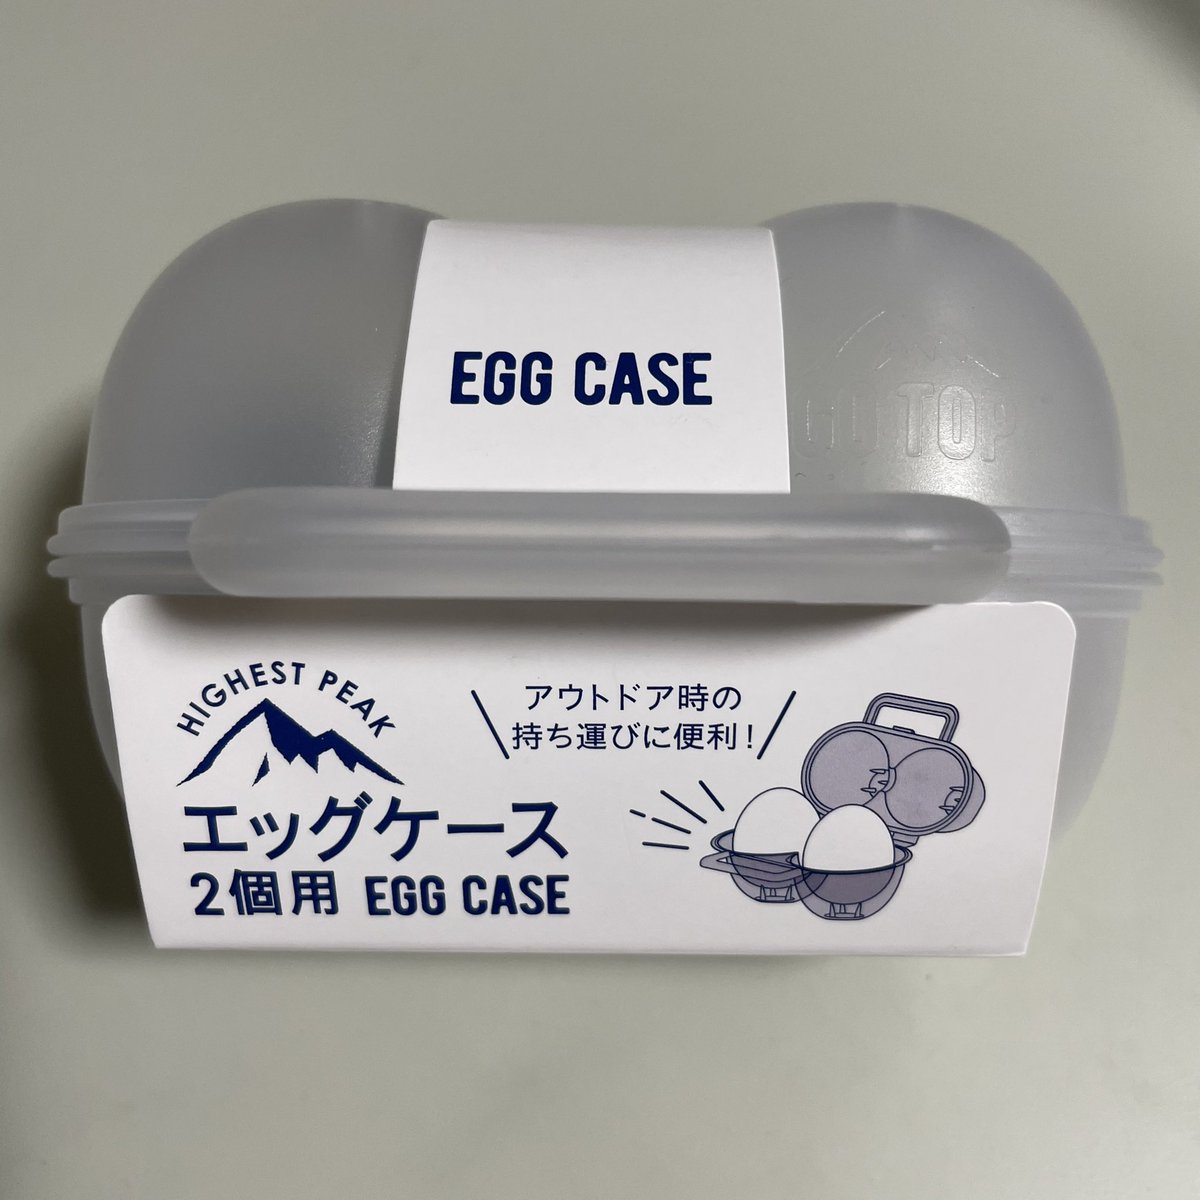 EGG CASE
GO TOP
HIGHEST PEAK
アウトドア時の
持ち運びに便利!
エッグケース
2個用 EGG CASE